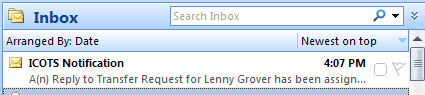 Inbox Search Inbox
Arranged By: Date Newest on top
ICOTS Notification 4:07 PM
A(n) Reply to Transfer Request for Lenny Grover has been assign...